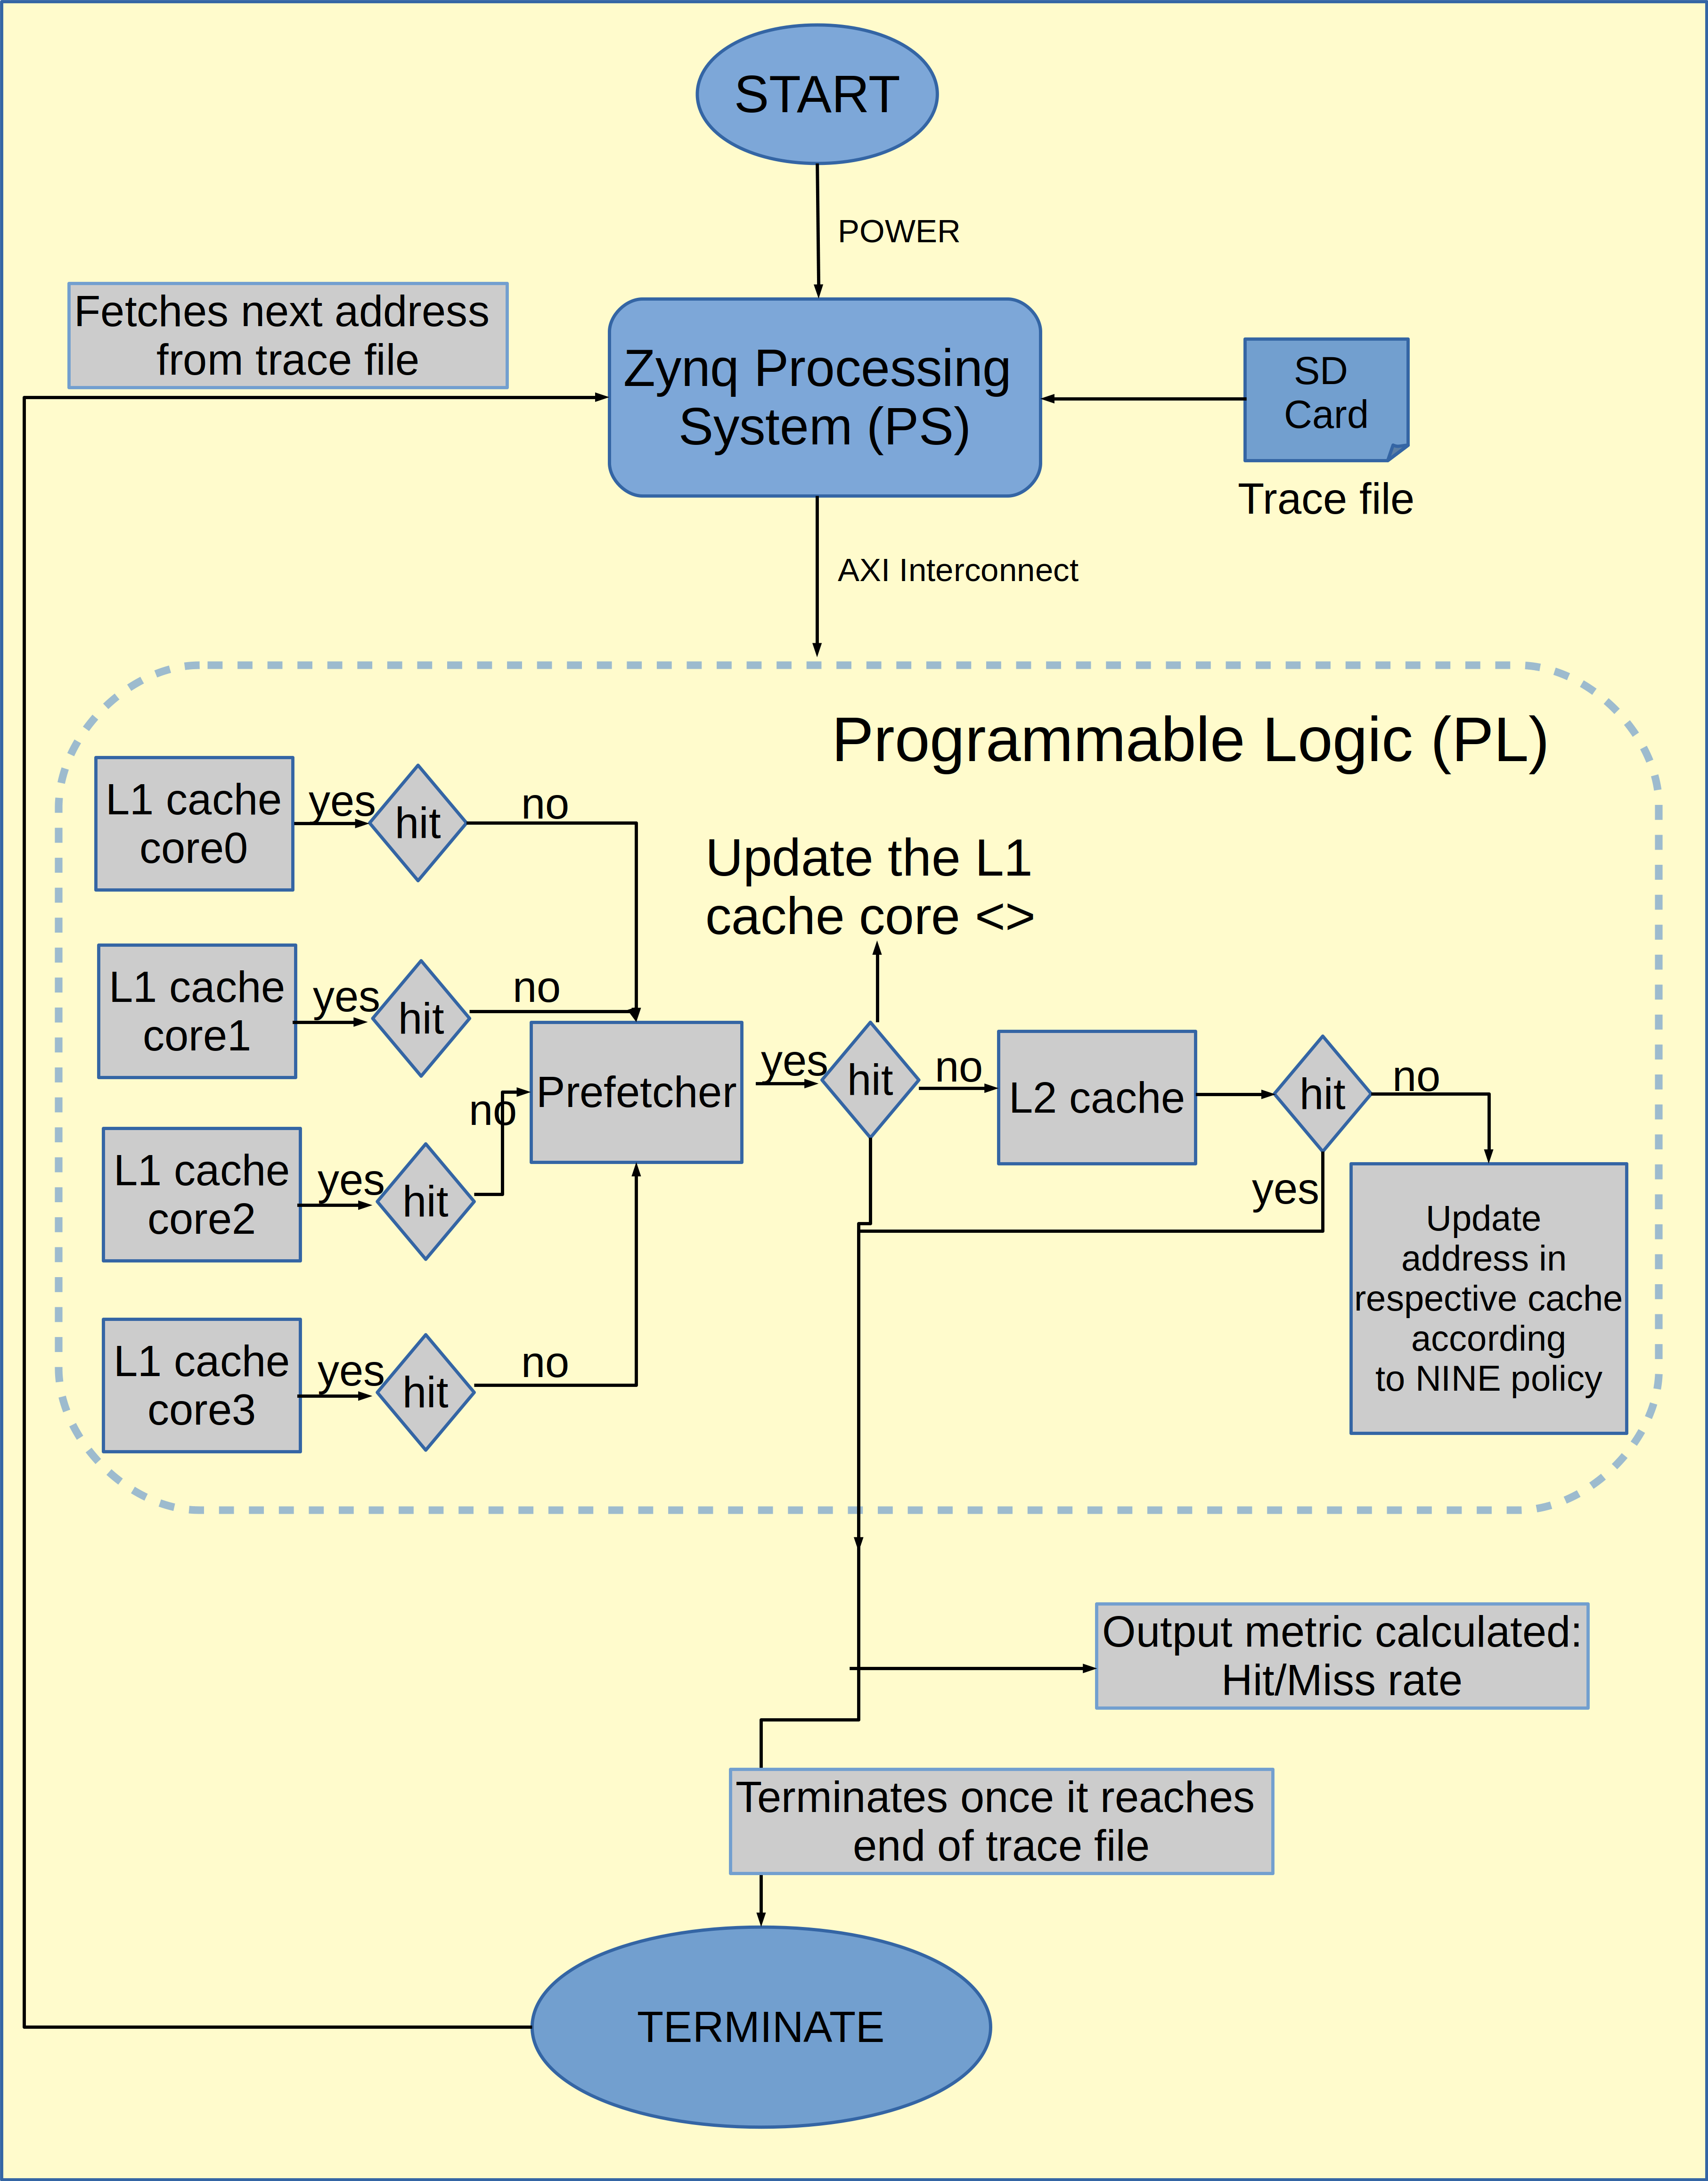 START
POWER
Fetches next address
from trace file
Zynq Processing
System (PS)
SD
Card
Trace file
AXI Interconnect
Programmable Logic (PL)
L1 cache
core0
yes
hit
no
Update the L1
cache core <>
L1 cache
core1
yes
hit
no
Prefetcher
yes
hit
no
L2 cache
hit
no
yes
no
L1 cache
core2
yes
hit
Update
address in
respective cache
according
to NINE policy
L1 cache
core3
yes
hit
no
Output metric calculated:
Hit/Miss rate
Terminates once it reaches
end of trace file
TERMINATE